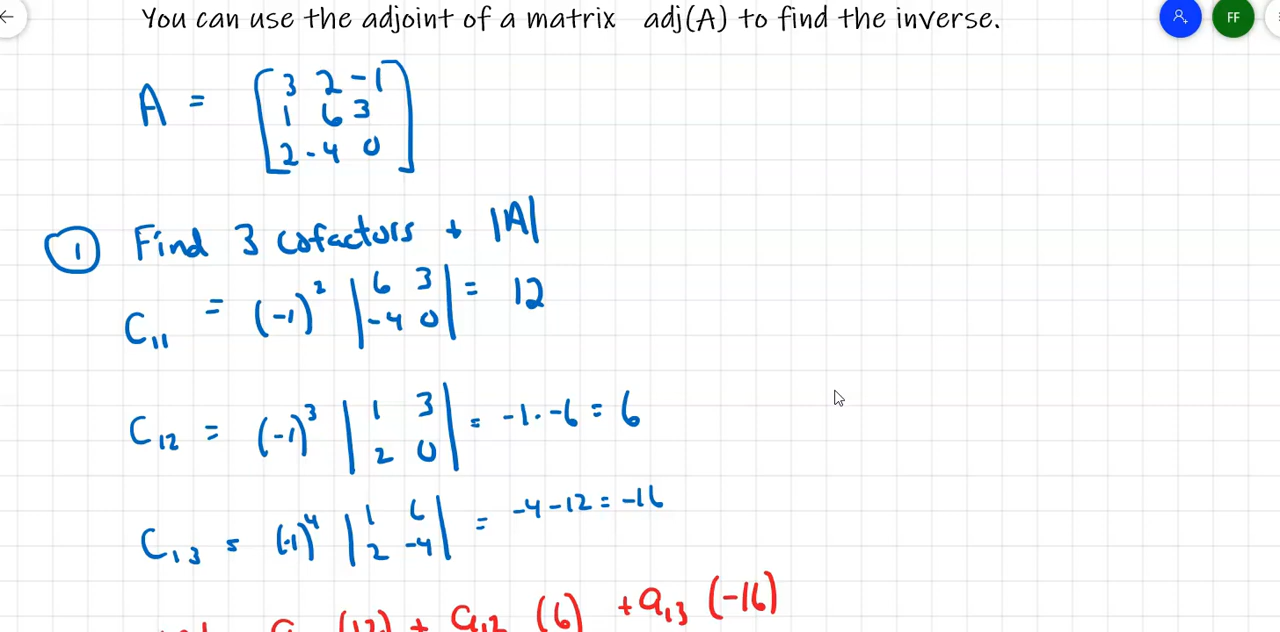 You can use the adjoint of a matrix adj(A) to find the inverse.
FF
A = [3 2 -1
1 6 3
2 -4 0]
① Find 3 cofactors + |A|
C₁₁ = (-1)² |6 3
-4 0| = 12
C₁₂ = (-1)³ |1 3
2 0| = -1 · -6 = 6
C₁₃ = (-1)⁴ |1 6
2 -4| = -4 -12 = -16
(12) + a₁₂ (6) + a₁₃ (-16)